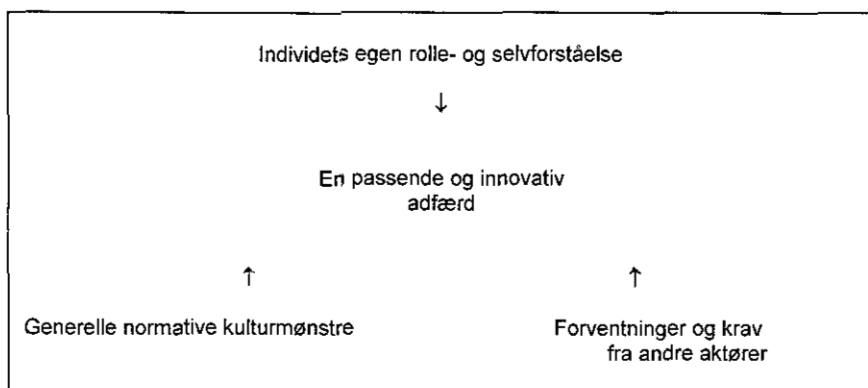 Individets egen rolle- og selvforståelse
↓
En passende og innovativ
adfærd
↑ ↑
Generelle normative kulturmønstre Forventninger og krav
fra andre aktører